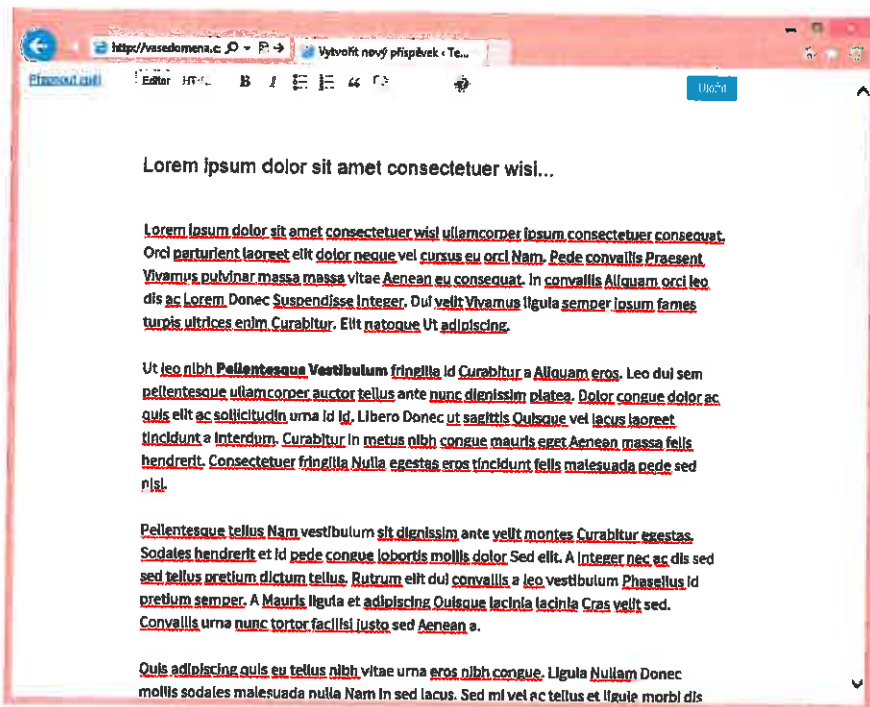 http://vasedomena.c
Vytvořit nový příspěvek ‹ Te...
Přepnout zpět
Editor
B I
Uložit
Lorem ipsum dolor sit amet consectetuer wisi...
Lorem ipsum dolor sit amet consectetuer wisi ullamcorper ipsum consectetuer consequat.
Orci parturient laoreet elit dolor neque vel cursus eu orci Nam. Pede convallis Praesent
Vivamus pulvinar massa massa vitae Aenean eu consequat. In convallis Aliquam orci leo
dis ac Lorem Donec Suspendisse Integer. Dui velit Vivamus ligula semper ipsum fames
turpis ultrices enim Curabitur. Elit natoque Ut adipiscing.
Ut leo nibh Pellentesque Vestibulum fringilla id Curabitur a Aliquam eros. Leo dui sem
pellentesque ullamcorper auctor tellus ante nunc dignissim platea. Dolor congue dolor ac
quis elit ac sollicitudin urna id id. Libero Donec ut sagittis Quisque vel lacus laoreet
tincidunt a Interdum. Curabitur in metus nibh congue mauris eget Aenean massa felis
hendrerit. Consectetuer fringilla Nulla egestas eros tincidunt felis malesuada pede sed
nisl.
Pellentesque tellus Nam vestibulum sit dignissim ante velit montes Curabitur egestas.
Sodales hendrerit et id pede congue lobortis mollis dolor Sed elit. A Integer nec ac dis sed
sed tellus pretium dictum tellus. Rutrum elit dui convallis a leo vestibulum Phasellus id
pretium semper. A Mauris ligula et adipiscing Quisque lacinia lacinia Cras velit sed.
Convallis urna nunc tortor facilisi justo sed Aenean a.
Quis adipiscing quis eu tellus nibh vitae urna eros nibh congue. Ligula Nullam Donec
mollis sodales malesuada nulla Nam in sed lacus. Sed mi vel ac tellus et ligula morbi dis